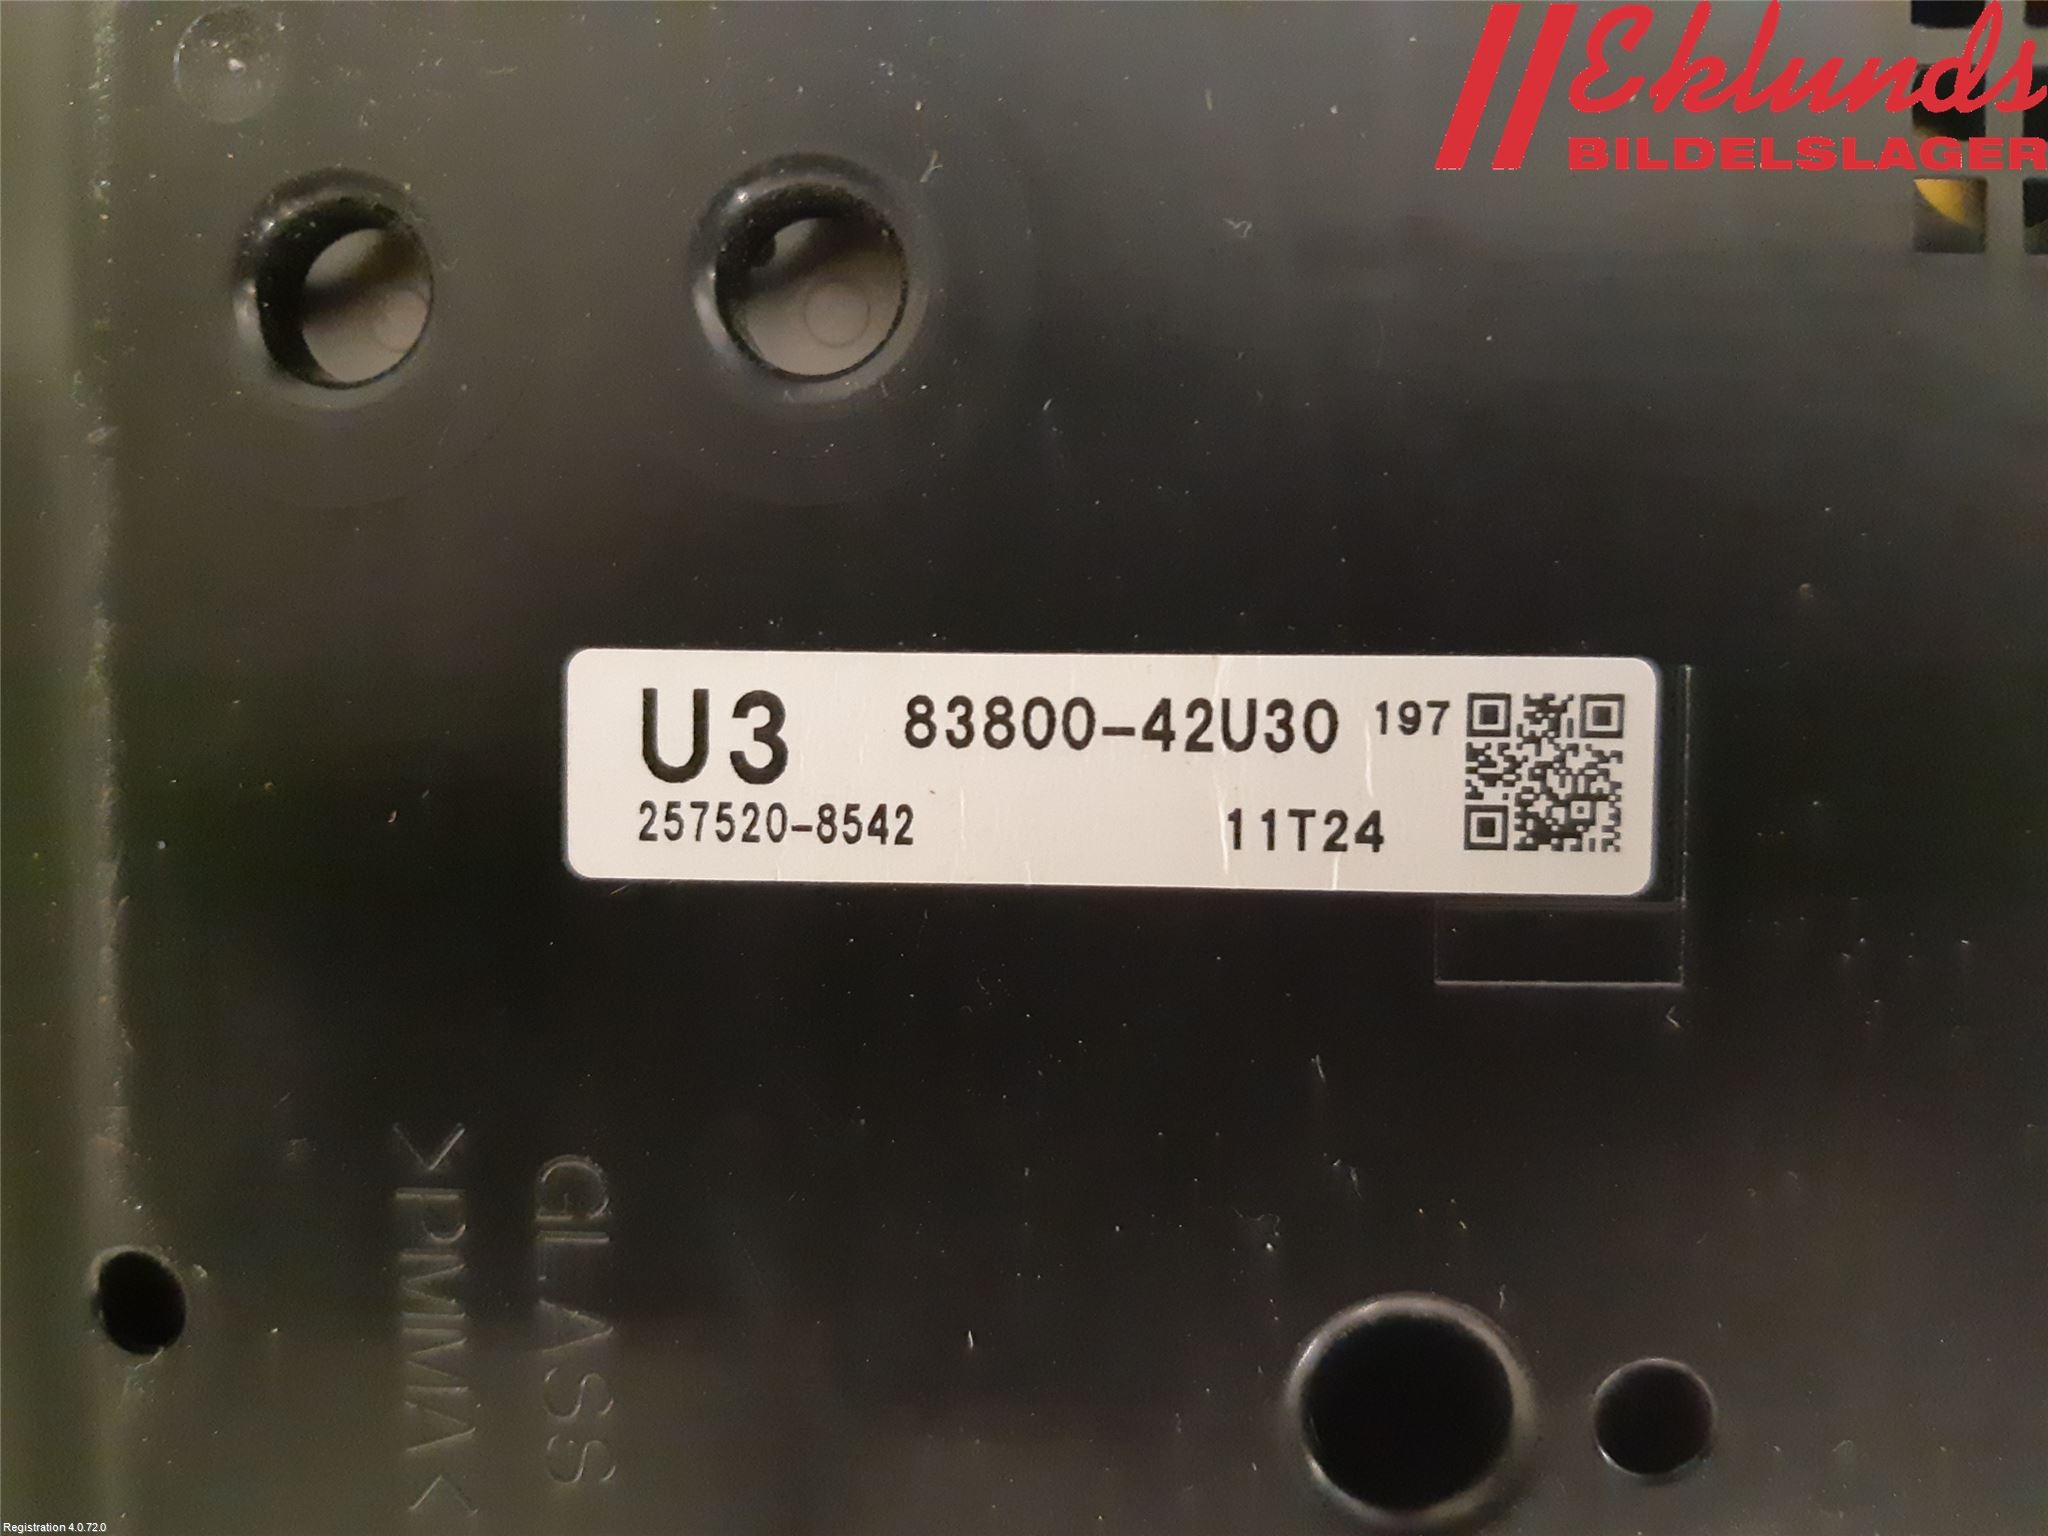 Eklunds
BILDELSLAGER
U3 83800-42U30 197
257520-8542 11T24
GLASS
>PMMA<
Registration 4.0.72.0